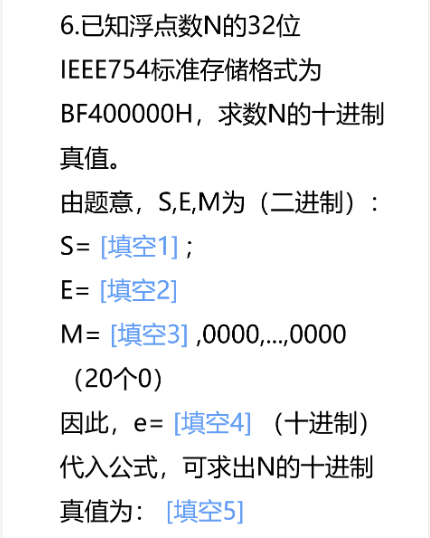 6.已知浮点数N的32位
IEEE754标准存储格式为
BF400000H，求数N的十进制
真值。
由题意，S,E,M为（二进制）：
S= [填空1] ;
E= [填空2]
M= [填空3] ,0000,...,0000
（20个0）
因此，e= [填空4] （十进制）
代入公式，可求出N的十进制
真值为： [填空5]